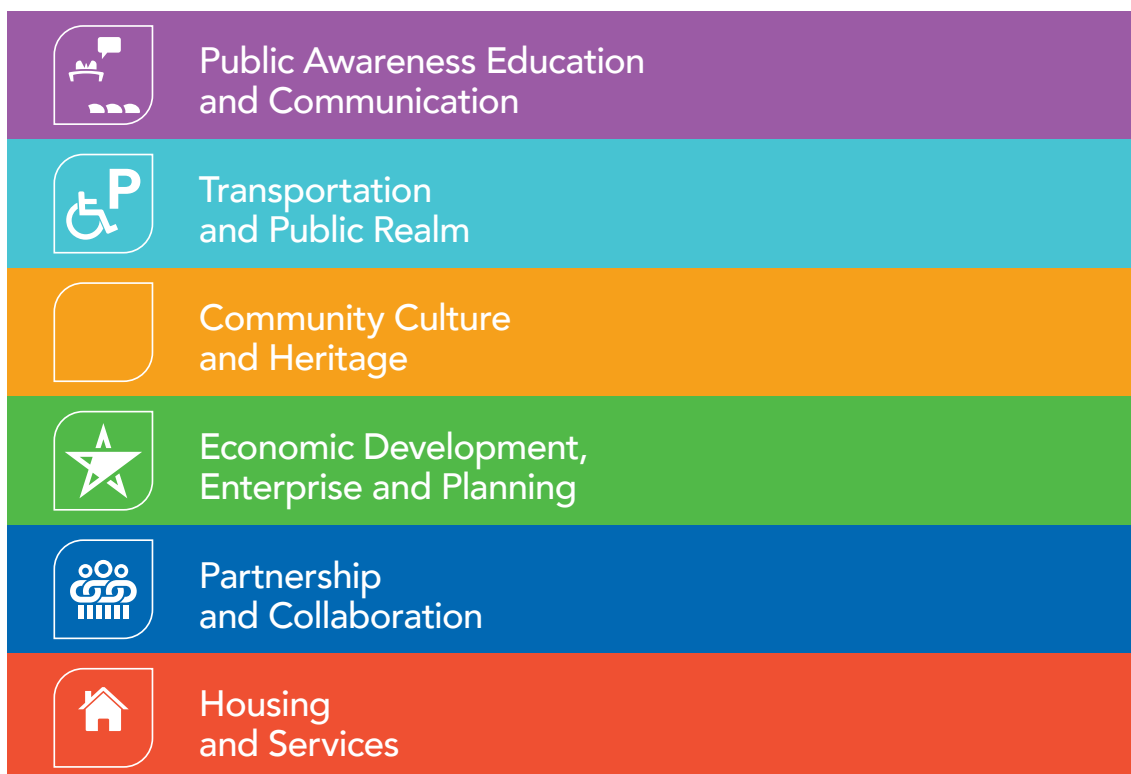 Public Awareness Education
and Communication
P
Transportation
and Public Realm
Community Culture
and Heritage
Economic Development,
Enterprise and Planning
Partnership
and Collaboration
Housing
and Services